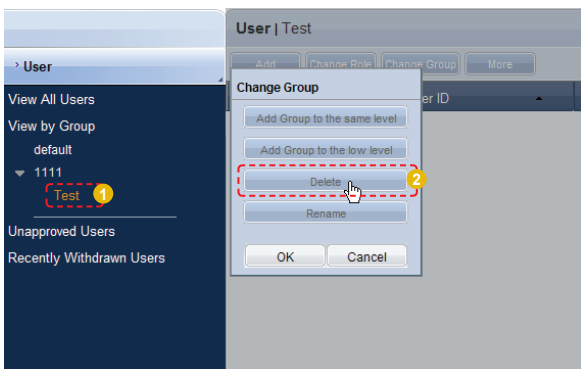 User | Test
› User
Add Change Role Change Group More
Change Group
er ID
View All Users
Add Group to the same level
View by Group
Add Group to the low level
default
1111
Delete 2
Test 1
Rename
Unapproved Users
OK Cancel
Recently Withdrawn Users